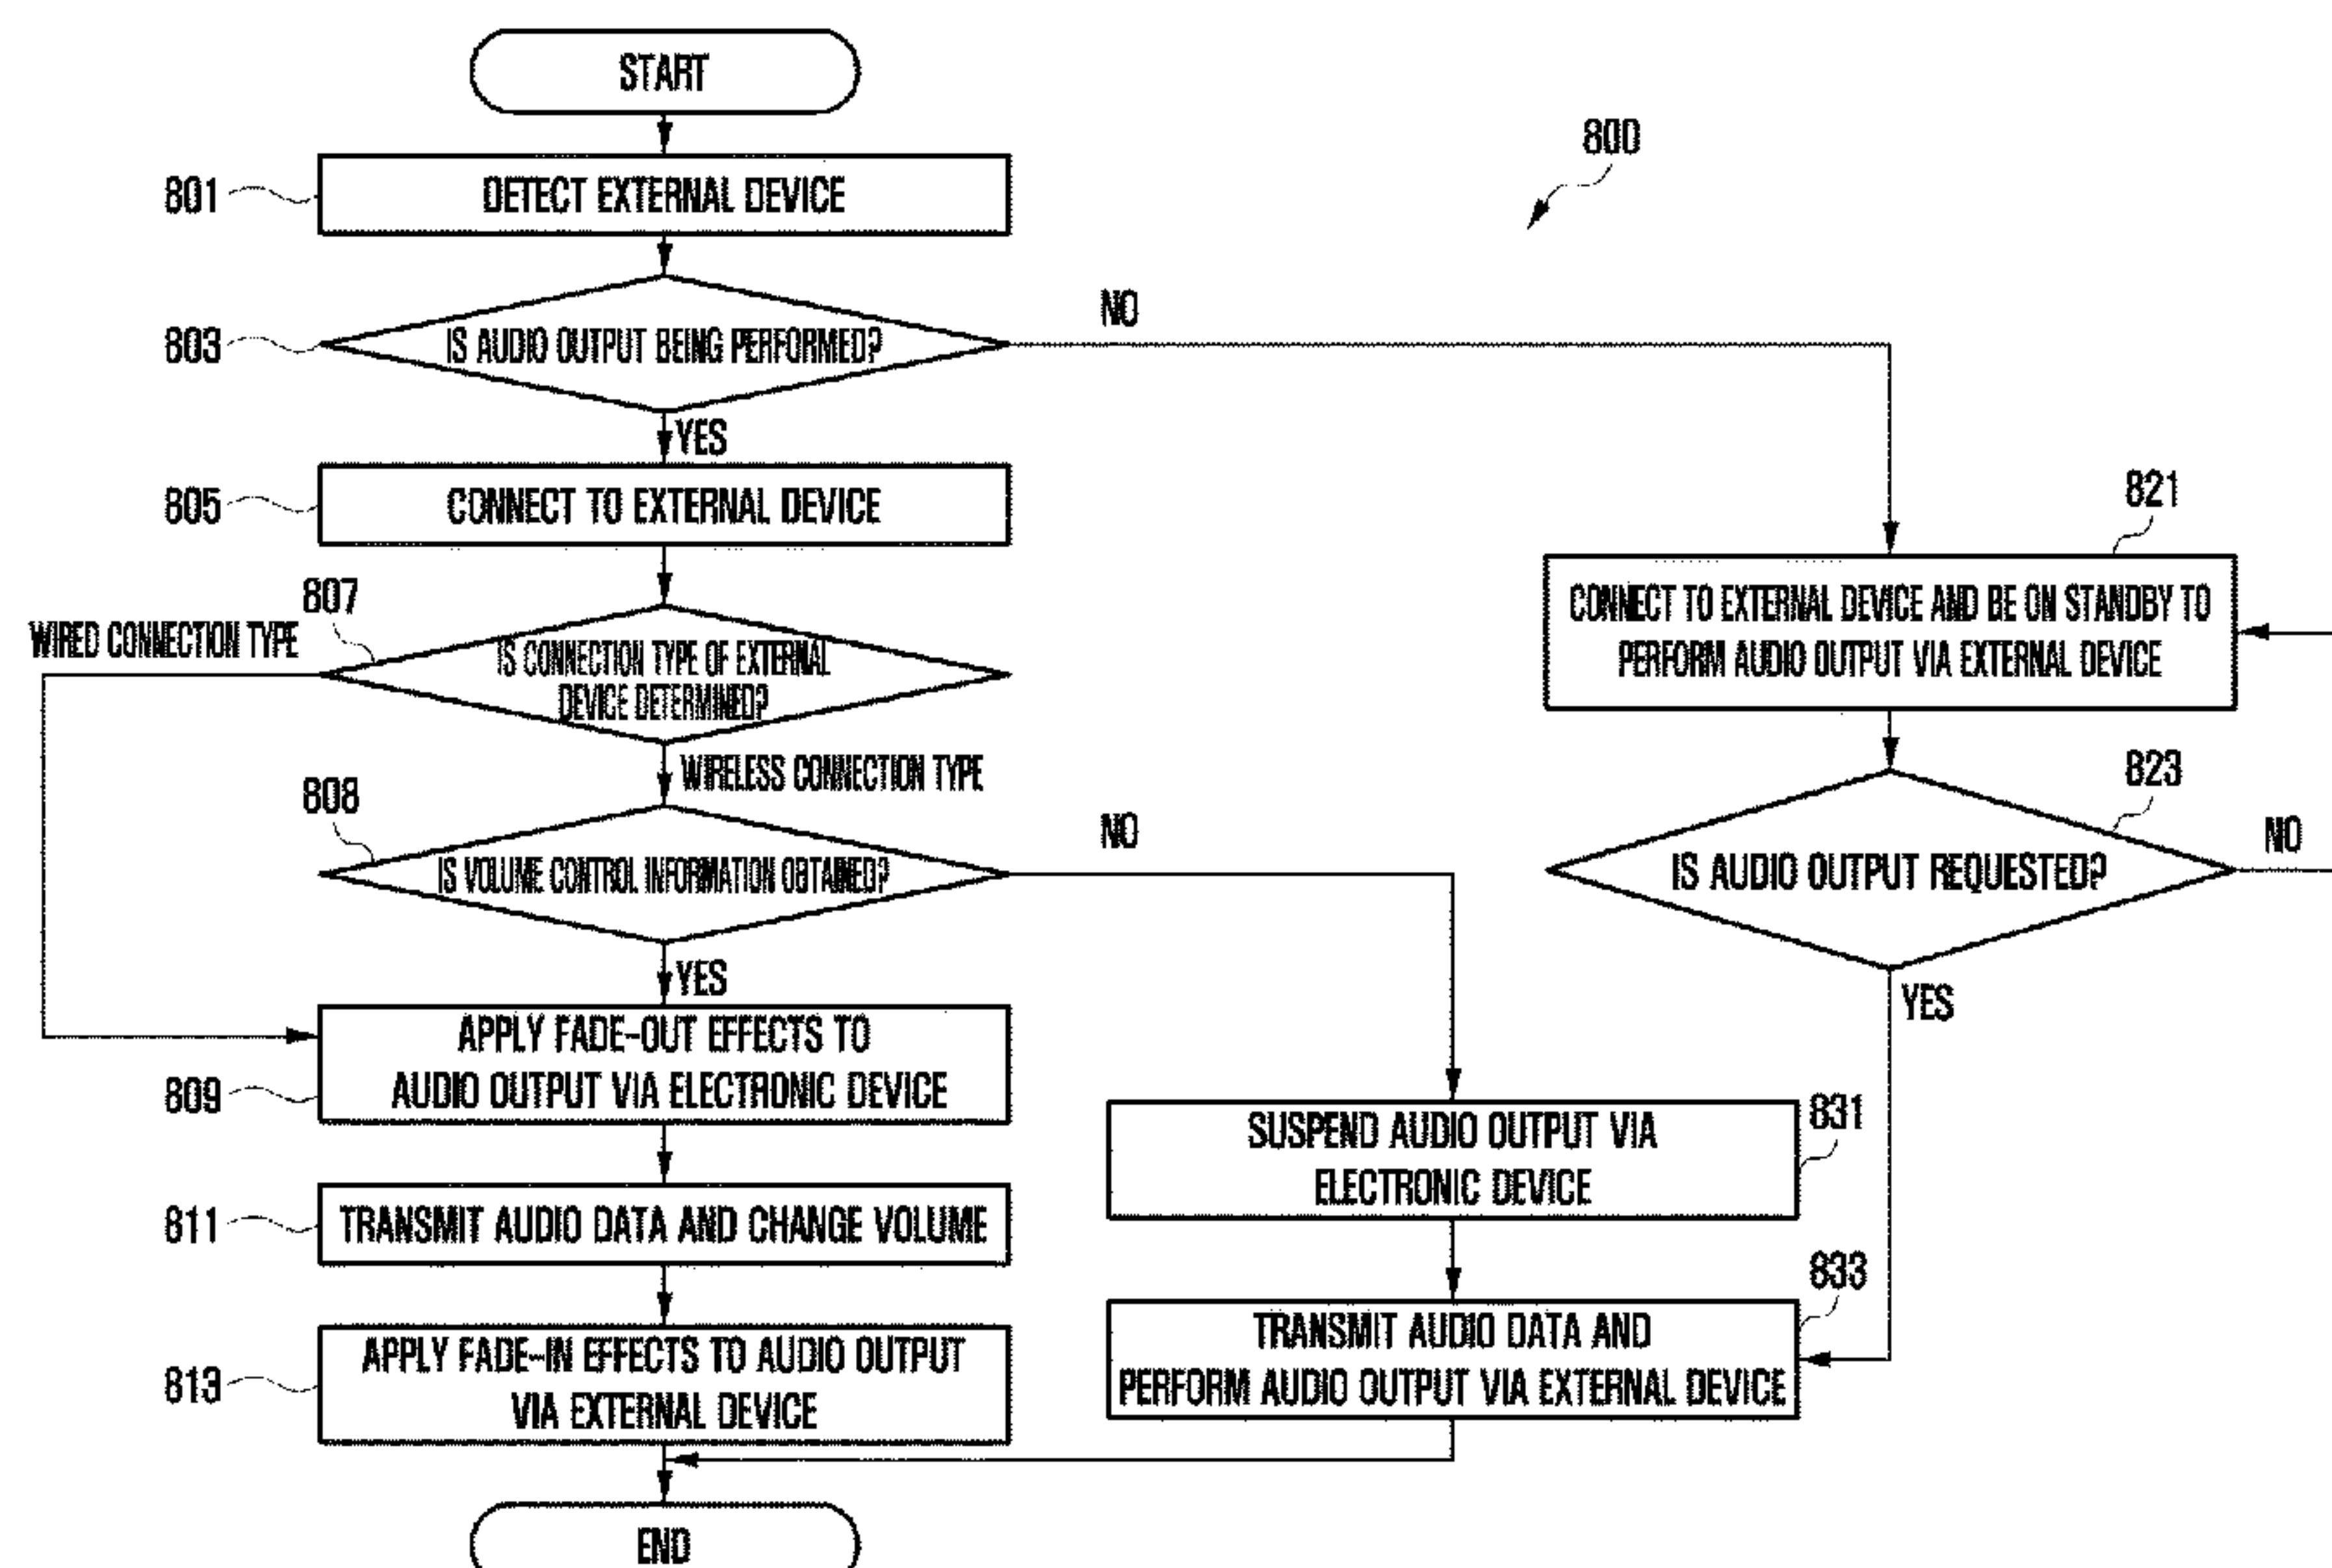 START
800
801
DETECT EXTERNAL DEVICE
803
IS AUDIO OUTPUT BEING PERFORMED?
NO
YES
805
CONNECT TO EXTERNAL DEVICE
807
WIRED CONNECTION TYPE
IS CONNECTION TYPE OF EXTERNAL
DEVICE DETERMINED?
WIRELESS CONNECTION TYPE
808
IS VOLUME CONTROL INFORMATION OBTAINED?
NO
YES
809
APPLY FADE-OUT EFFECTS TO
AUDIO OUTPUT VIA ELECTRONIC DEVICE
811
TRANSMIT AUDIO DATA AND CHANGE VOLUME
813
APPLY FADE-IN EFFECTS TO AUDIO OUTPUT
VIA EXTERNAL DEVICE
821
CONNECT TO EXTERNAL DEVICE AND BE ON STANDBY TO
PERFORM AUDIO OUTPUT VIA EXTERNAL DEVICE
823
IS AUDIO OUTPUT REQUESTED?
NO
YES
831
SUSPEND AUDIO OUTPUT VIA
ELECTRONIC DEVICE
833
TRANSMIT AUDIO DATA AND
PERFORM AUDIO OUTPUT VIA EXTERNAL DEVICE
END